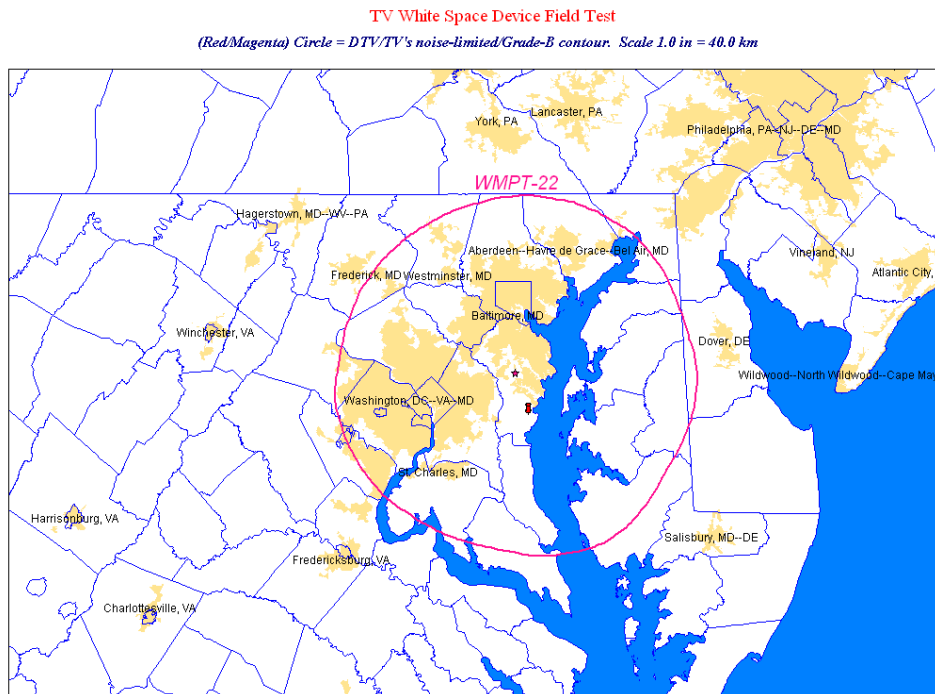 TV White Space Device Field Test
(Red/Magenta) Circle = DTV/TV's noise-limited/Grade-B contour. Scale 1.0 in = 40.0 km
Lancaster, PA
York, PA
Philadelphia, PA--NJ--DE--MD
WMPT-22
Hagerstown, MD--WV--PA
Aberdeen--Havre de Grace--Bel Air, MD
Vineland, NJ
Frederick, MD
Westminster, MD
Atlantic City,
Baltimore, MD
Winchester, VA
Dover, DE
Wildwood--North Wildwood--Cape May
Washington, DC--VA--MD
St. Charles, MD
Harrisonburg, VA
Salisbury, MD--DE
Fredericksburg, VA
Charlottesville, VA